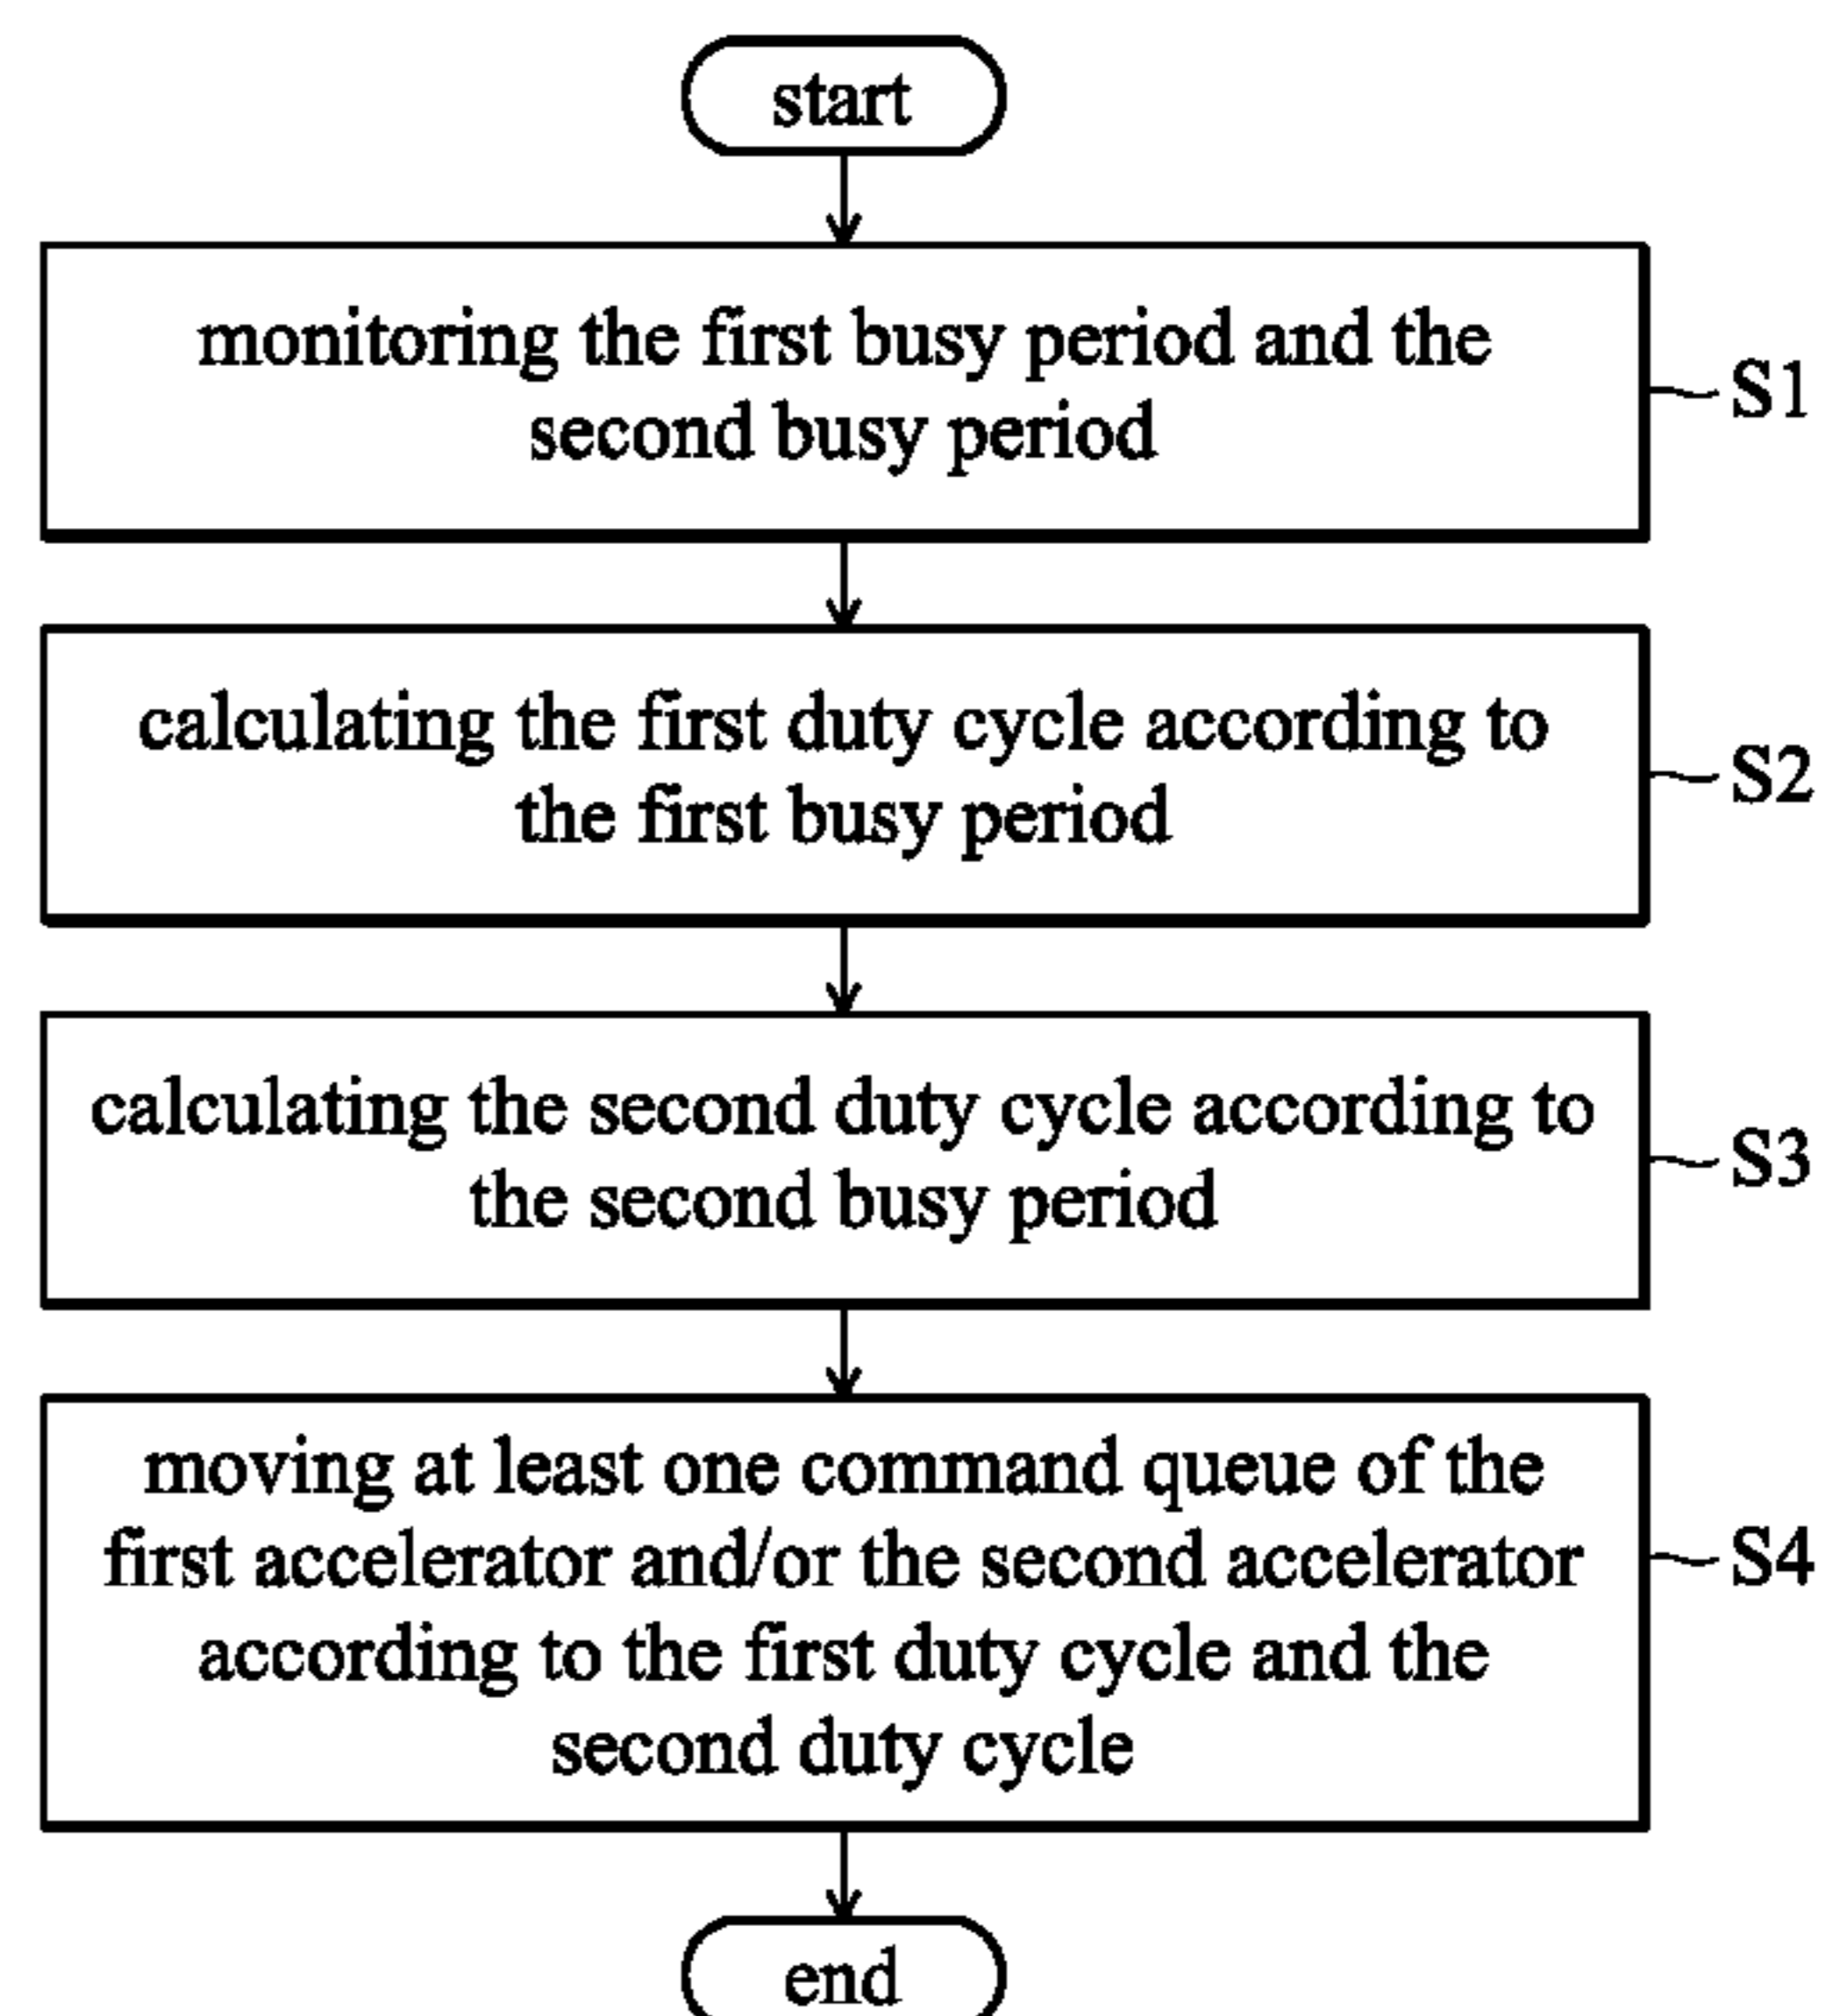 start
monitoring the first busy period and the
second busy period
S1
calculating the first duty cycle according to
the first busy period
S2
calculating the second duty cycle according to
the second busy period
S3
moving at least one command queue of the
first accelerator and/or the second accelerator
according to the first duty cycle and the
second duty cycle
S4
end